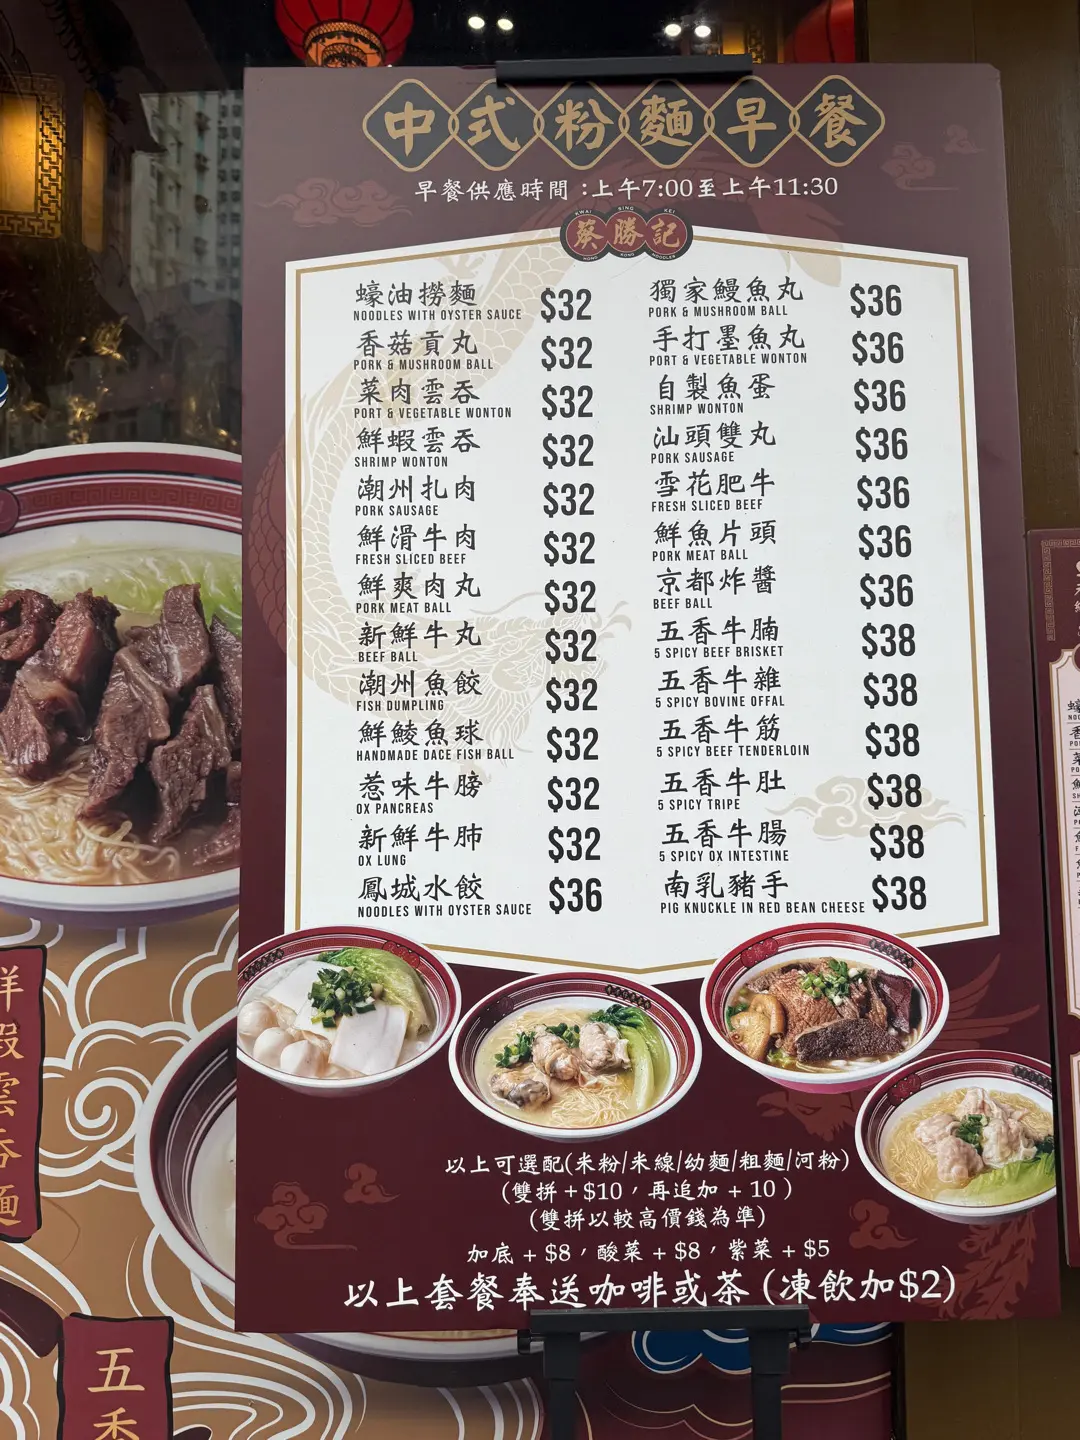 中式粉麵早餐
早餐供應時間：上午7:00至上午11:30
KWAI SING KEI
蔡勝記
HONG KONG NOODLES
蠔油撈麵 $32
NOODLES WITH OYSTER SAUCE
香菇貢丸 $32
PORK & MUSHROOM BALL
菜肉雲吞 $32
PORT & VEGETABLE WONTON
鮮蝦雲吞 $32
SHRIMP WONTON
潮州扎肉 $32
PORK SAUSAGE
鮮滑牛肉 $32
FRESH SLICED BEEF
鮮爽肉丸 $32
PORK MEAT BALL
新鮮牛丸 $32
BEEF BALL
潮州魚餃 $32
FISH DUMPLING
鮮鯪魚球 $32
HANDMADE DACE FISH BALL
惹味牛膀 $32
OX PANCREAS
新鮮牛肺 $32
OX LUNG
鳳城水餃 $36
NOODLES WITH OYSTER SAUCE
獨家鰻魚丸 $36
PORK & MUSHROOM BALL
手打墨魚丸 $36
PORT & VEGETABLE WONTON
自製魚蛋 $36
SHRIMP WONTON
汕頭雙丸 $36
PORK SAUSAGE
雪花肥牛 $36
FRESH SLICED BEEF
鮮魚片頭 $36
PORK MEAT BALL
京都炸醬 $36
BEEF BALL
五香牛腩 $38
5 SPICY BEEF BRISKET
五香牛雜 $38
5 SPICY BOVINE OFFAL
五香牛筋 $38
5 SPICY BEEF TENDERLOIN
五香牛肚 $38
5 SPICY TRIPE
五香牛腸 $38
5 SPICY OX INTESTINE
南乳豬手 $38
PIG KNUCKLE IN RED BEAN CHEESE
以上可選配(米粉/米線/幼麵/粗麵/河粉)
(雙拼+$10，再追加 + 10 )
(雙拼以較高價錢為準)
加底 + $8，酸菜 + $8，紫菜 + $5
以上套餐奉送咖啡或茶(凍飲加$2)
鮮蝦雲吞麵
五香